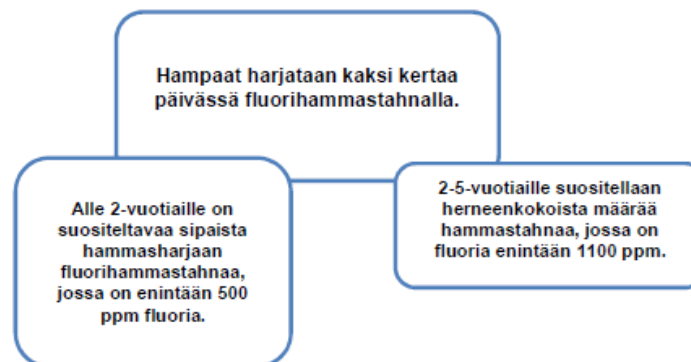 Hampaat harjataan kaksi kertaa
päivässä fluorihammastahnalla.
Alle 2-vuotiaille on
suositeltavaa sipaista
hammasharjaan
fluorihammastahnaa,
jossa on enintään 500
ppm fluoria.
2-5-vuotiaille suositellaan
herneenkokoista määrää
hammastahnaa, jossa on
fluoria enintään 1100 ppm.